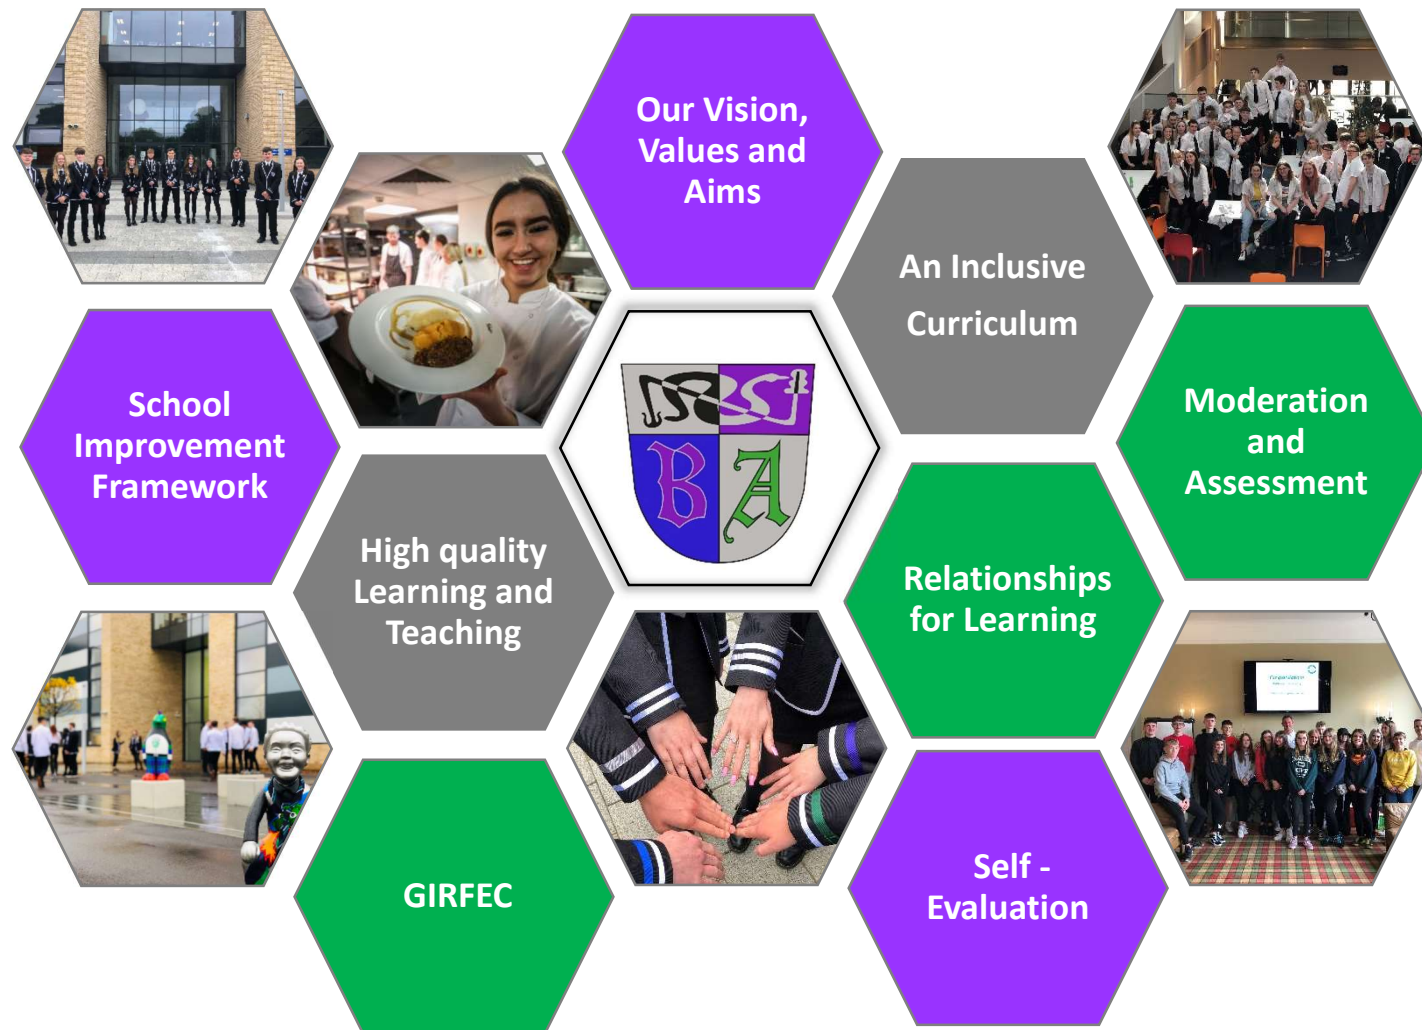 Our Vision,
Values and
Aims
An Inclusive
Curriculum
School
Improvement
Framework
Moderation
and
Assessment
B A
High quality
Learning and
Teaching
Relationships
for Learning
GIRFEC
Self -
Evaluation